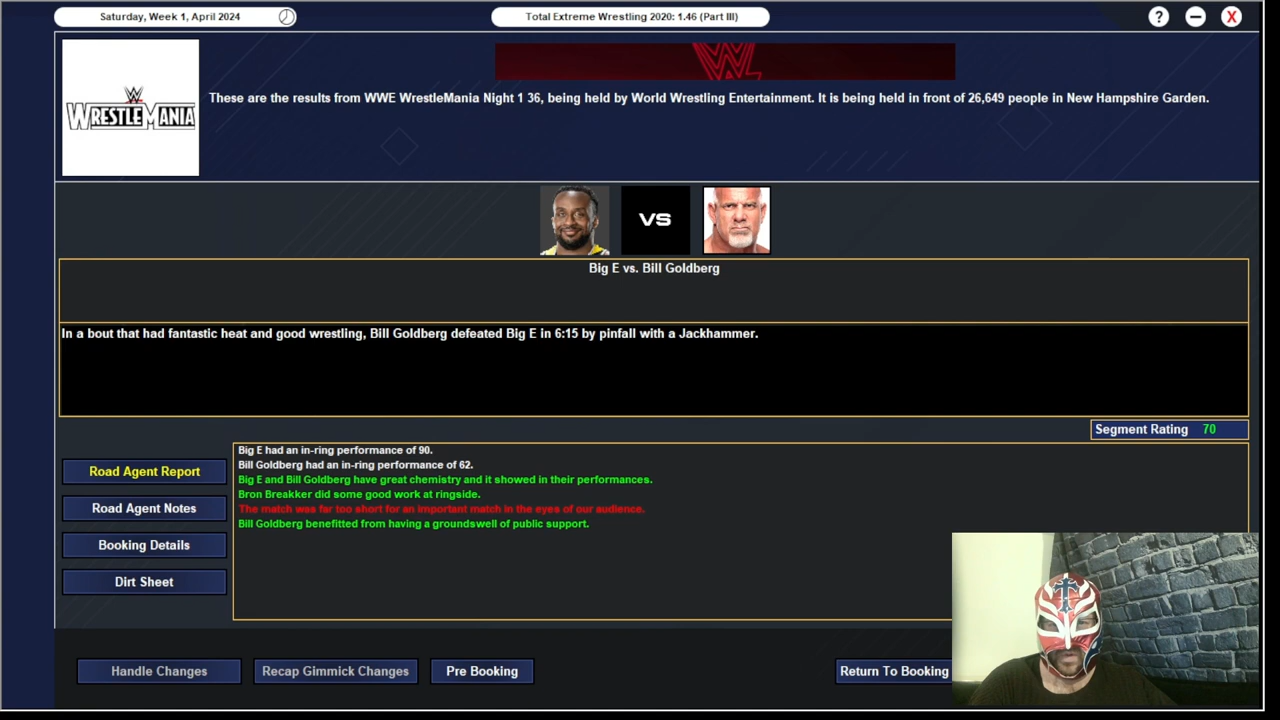 Saturday, Week 1, April 2024
Total Extreme Wrestling 2020: 1.46 (Part III)
?
X
W
WRESTLEMANIA
These are the results from WWE WrestleMania Night 1 36, being held by World Wrestling Entertainment. It is being held in front of 26,649 people in New Hampshire Garden.
VS
Big E vs. Bill Goldberg
In a bout that had fantastic heat and good wrestling, Bill Goldberg defeated Big E in 6:15 by pinfall with a Jackhammer.
Segment Rating 70
Road Agent Report
Road Agent Notes
Booking Details
Dirt Sheet
Big E had an in-ring performance of 90.
Bill Goldberg had an in-ring performance of 62.
Big E and Bill Goldberg have great chemistry and it showed in their performances.
Bron Breakker did some good work at ringside.
The match was far too short for an important match in the eyes of our audience.
Bill Goldberg benefitted from having a groundswell of public support.
Handle Changes
Recap Gimmick Changes
Pre Booking
Return To Booking